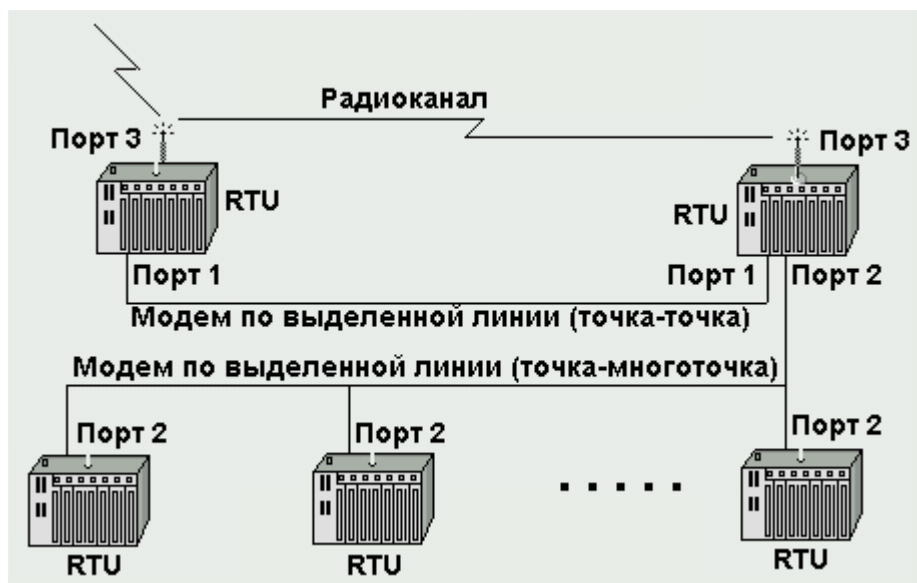 Радиоканал
Порт 3
Порт 3
RTU
RTU
Порт 1
Порт 1
Порт 2
Модем по выделенной линии (точка-точка)
Модем по выделенной линии (точка-многоточка)
Порт 2
Порт 2
Порт 2
RTU
RTU
RTU